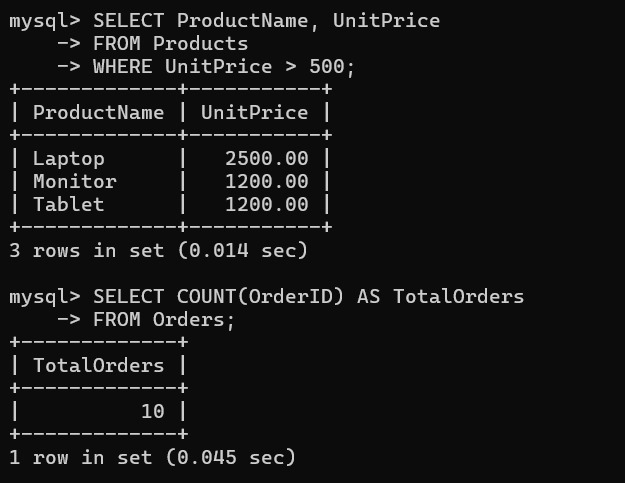 mysql> SELECT ProductName, UnitPrice
    -> FROM Products
    -> WHERE UnitPrice > 500;
+-------------+-----------+
| ProductName | UnitPrice |
+-------------+-----------+
| Laptop      |   2500.00 |
| Monitor     |   1200.00 |
| Tablet      |   1200.00 |
+-------------+-----------+
3 rows in set (0.014 sec)

mysql> SELECT COUNT(OrderID) AS TotalOrders
    -> FROM Orders;
+-------------+
| TotalOrders |
+-------------+
|          10 |
+-------------+
1 row in set (0.045 sec)